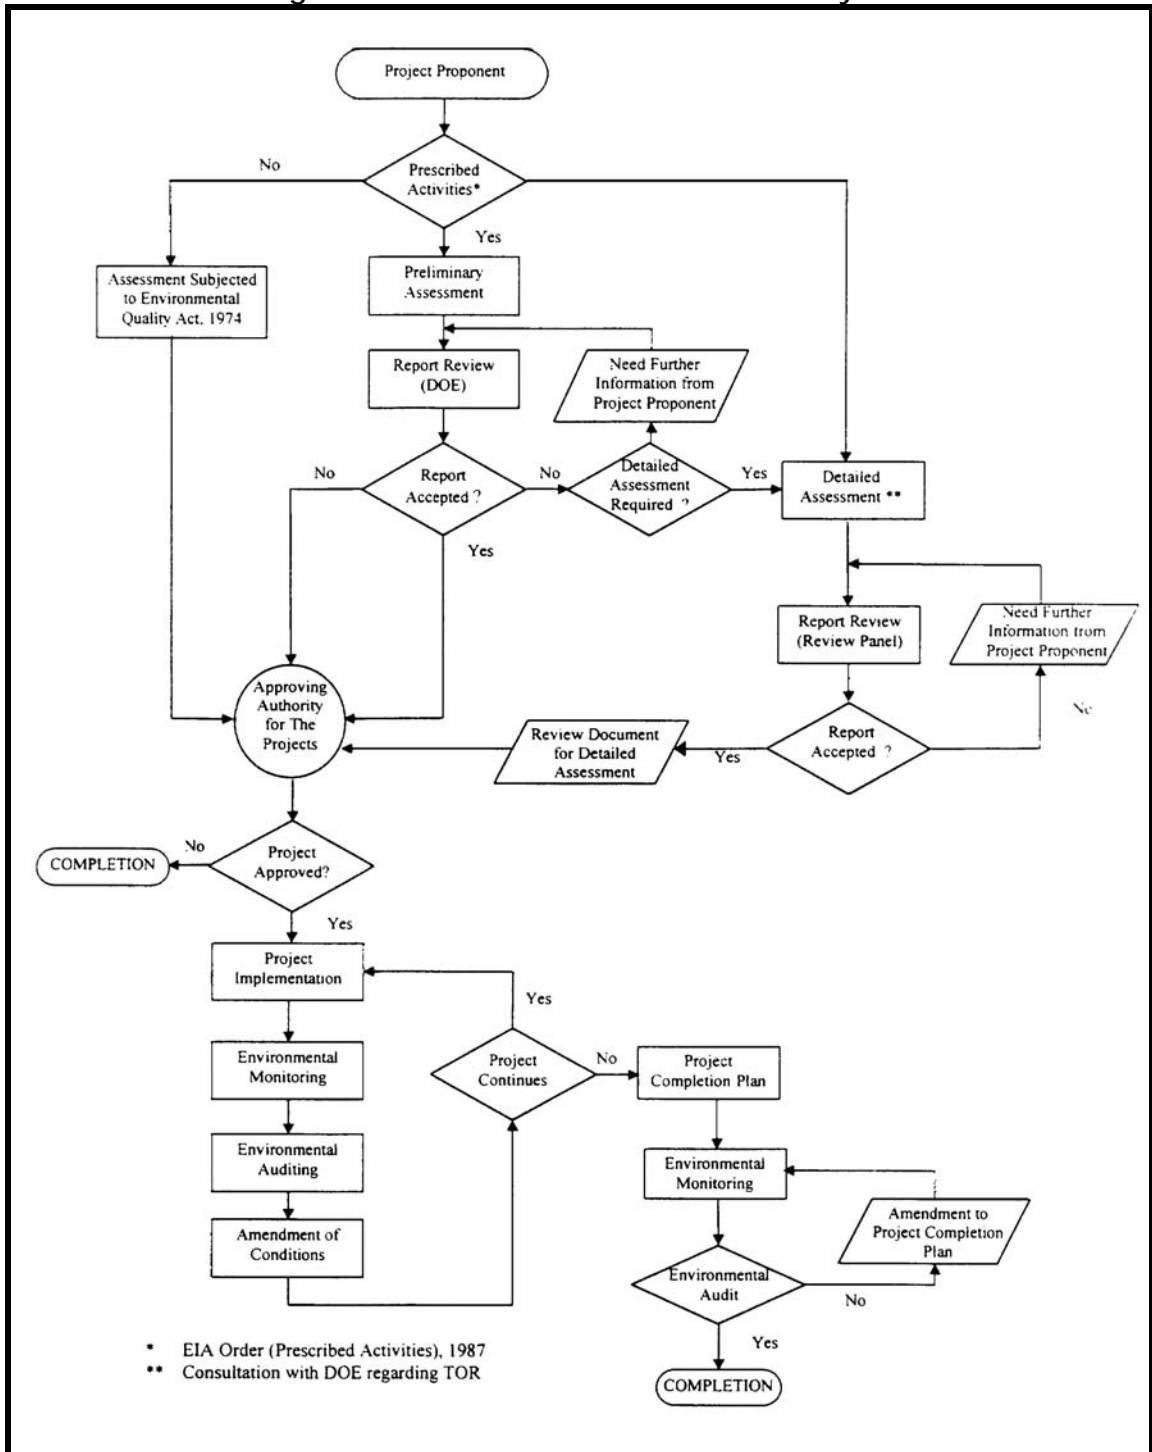 Project Proponent
No
Prescribed
Activities*
Yes
Assessment Subjected
to Environmental
Quality Act, 1974
Preliminary
Assessment
Report Review
(DOE)
Need Further
Information from
Project Proponent
No
Report
Accepted ?
No
Detailed
Assessment
Required ?
Yes
Detailed
Assessment **
Yes
Report Review
(Review Panel)
Need Further
Information from
Project Proponent
Approving
Authority
for The
Projects
Review Document
for Detailed
Assessment
Yes
Report
Accepted ?
COMPLETION
No
Project
Approved?
Yes
Project
Implementation
Yes
Environmental
Monitoring
Project
Continues
No
Project
Completion Plan
Environmental
Auditing
Environmental
Monitoring
Amendment of
Conditions
Amendment to
Project Completion
Plan
Environmental
Audit
No
Yes
COMPLETION
* EIA Order (Prescribed Activities), 1987
** Consultation with DOE regarding TOR